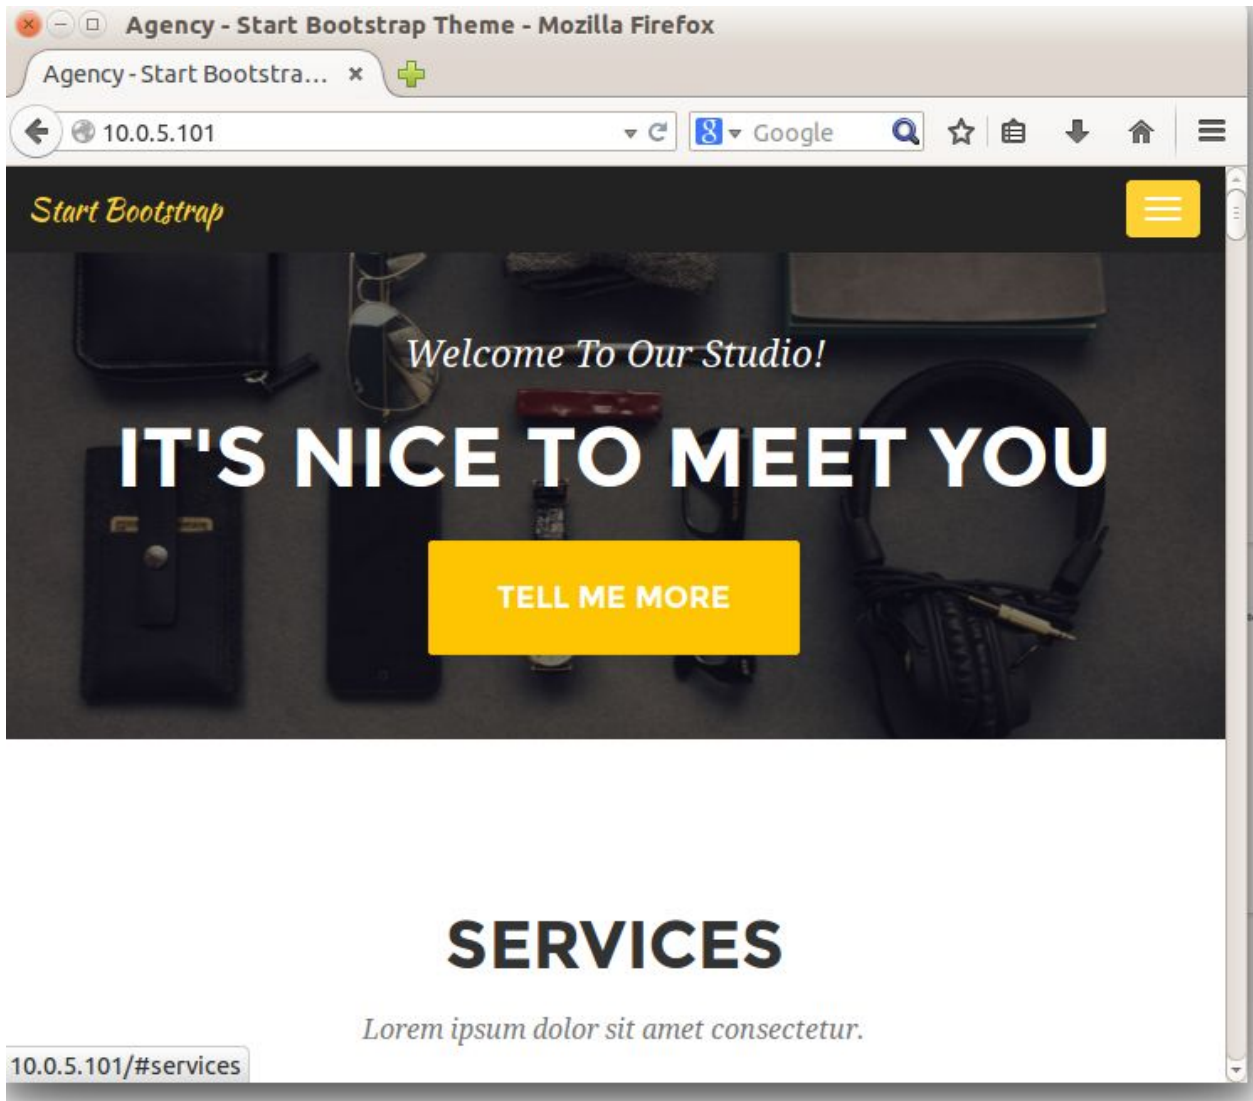 Agency - Start Bootstrap Theme - Mozilla Firefox
Agency - Start Bootstra...
10.0.5.101
Google
Start Bootstrap
Welcome To Our Studio!
IT'S NICE TO MEET YOU
TELL ME MORE
SERVICES
Lorem ipsum dolor sit amet consectetur.
10.0.5.101/#services